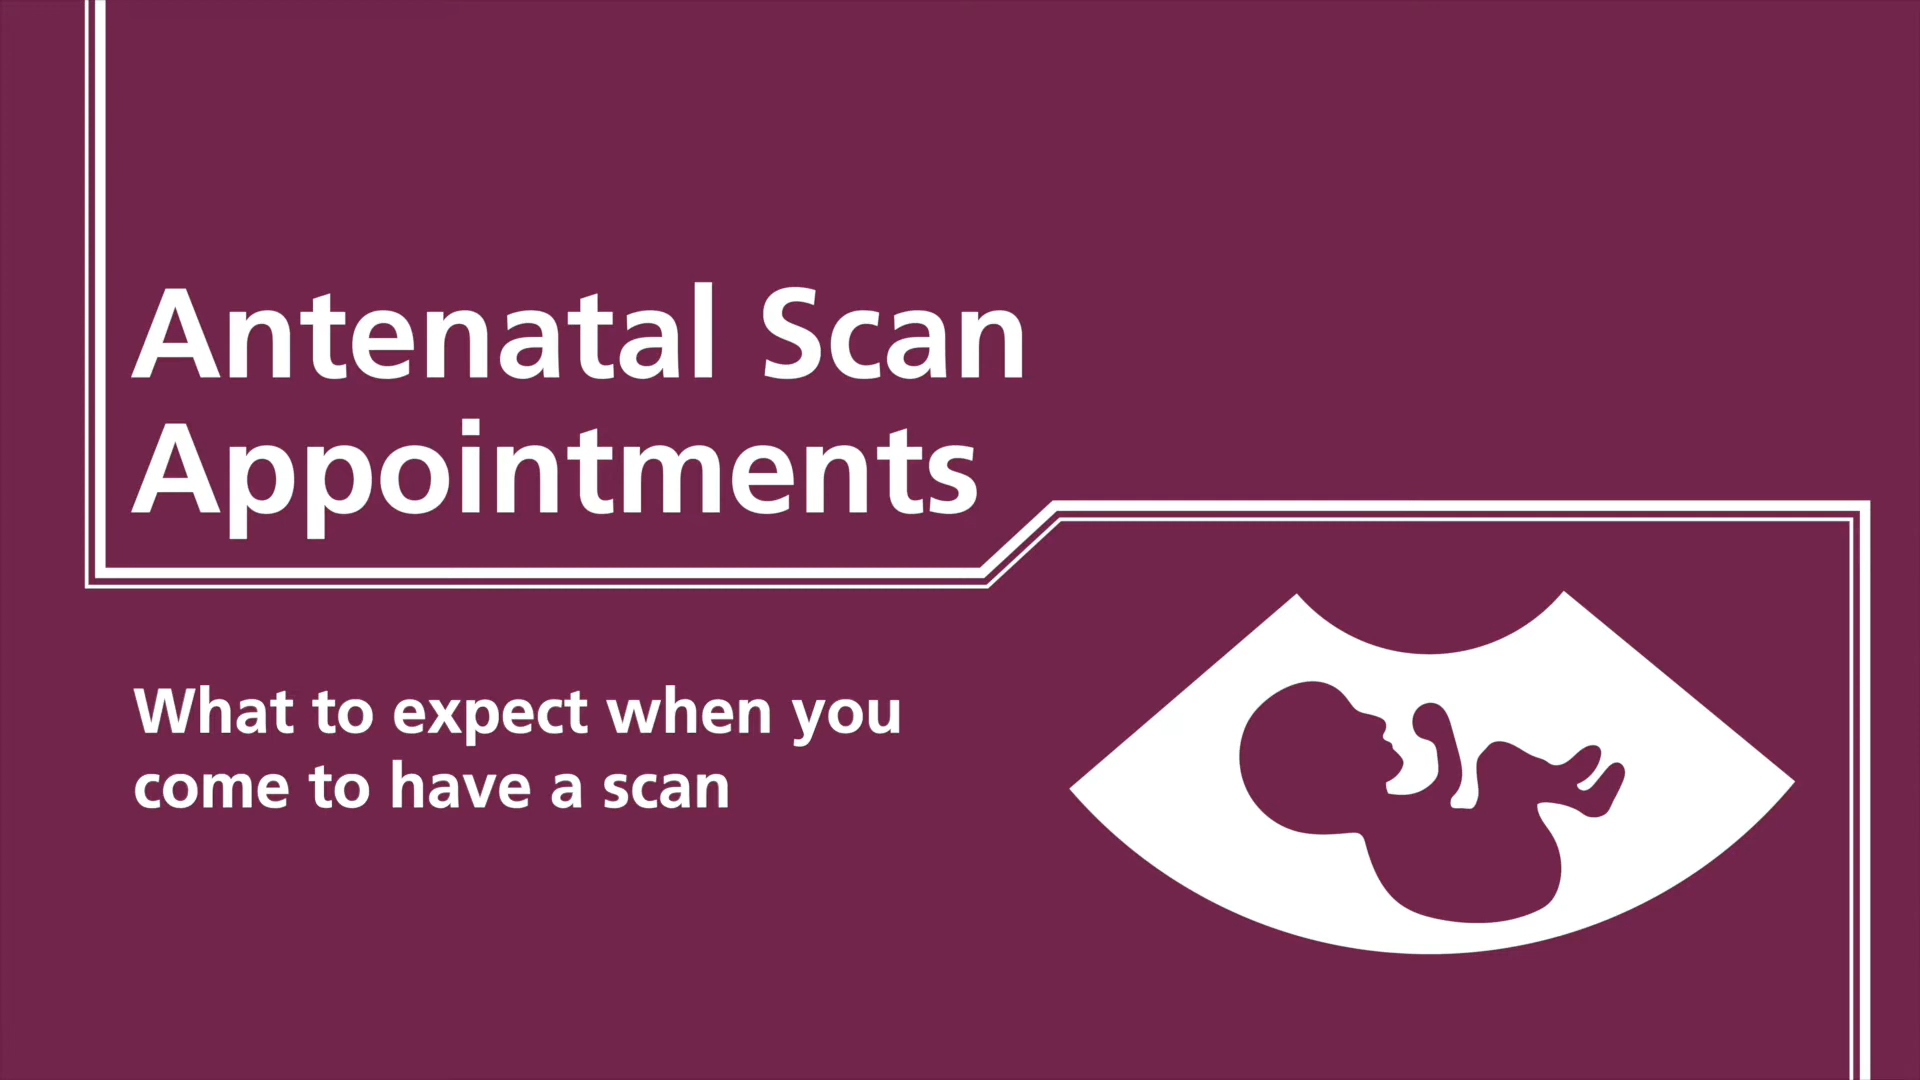 Antenatal Scan
Appointments
What to expect when you
come to have a scan